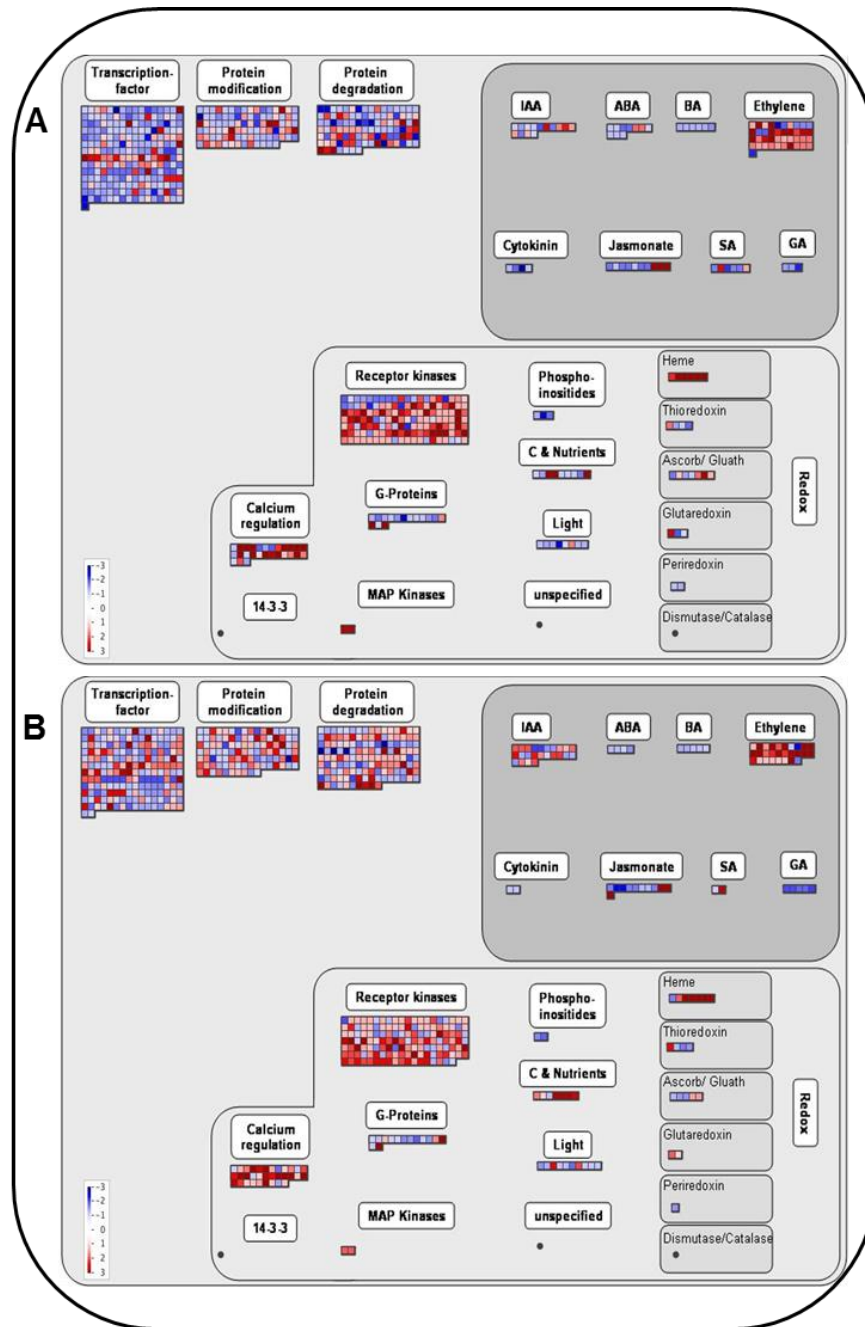 A
Transcription-
factor
Protein
modification
Protein
degradation
IAA
ABA
BA
Ethylene
Cytokinin
Jasmonate
SA
GA
Receptor kinases
Phospho-
inositides
C & Nutrients
G-Proteins
Calcium
regulation
Light
14-3-3
MAP Kinases
unspecified
Heme
Thioredoxin
Ascorb/ Gluath
Glutaredoxin
Periredoxin
Dismutase/Catalase
Redox
-3
-2
-1
0
1
2
3
B
Transcription-
factor
Protein
modification
Protein
degradation
IAA
ABA
BA
Ethylene
Cytokinin
Jasmonate
SA
GA
Receptor kinases
Phospho-
inositides
C & Nutrients
G-Proteins
Calcium
regulation
Light
14-3-3
MAP Kinases
unspecified
Heme
Thioredoxin
Ascorb/ Gluath
Glutaredoxin
Periredoxin
Dismutase/Catalase
Redox
-3
-2
-1
0
1
2
3